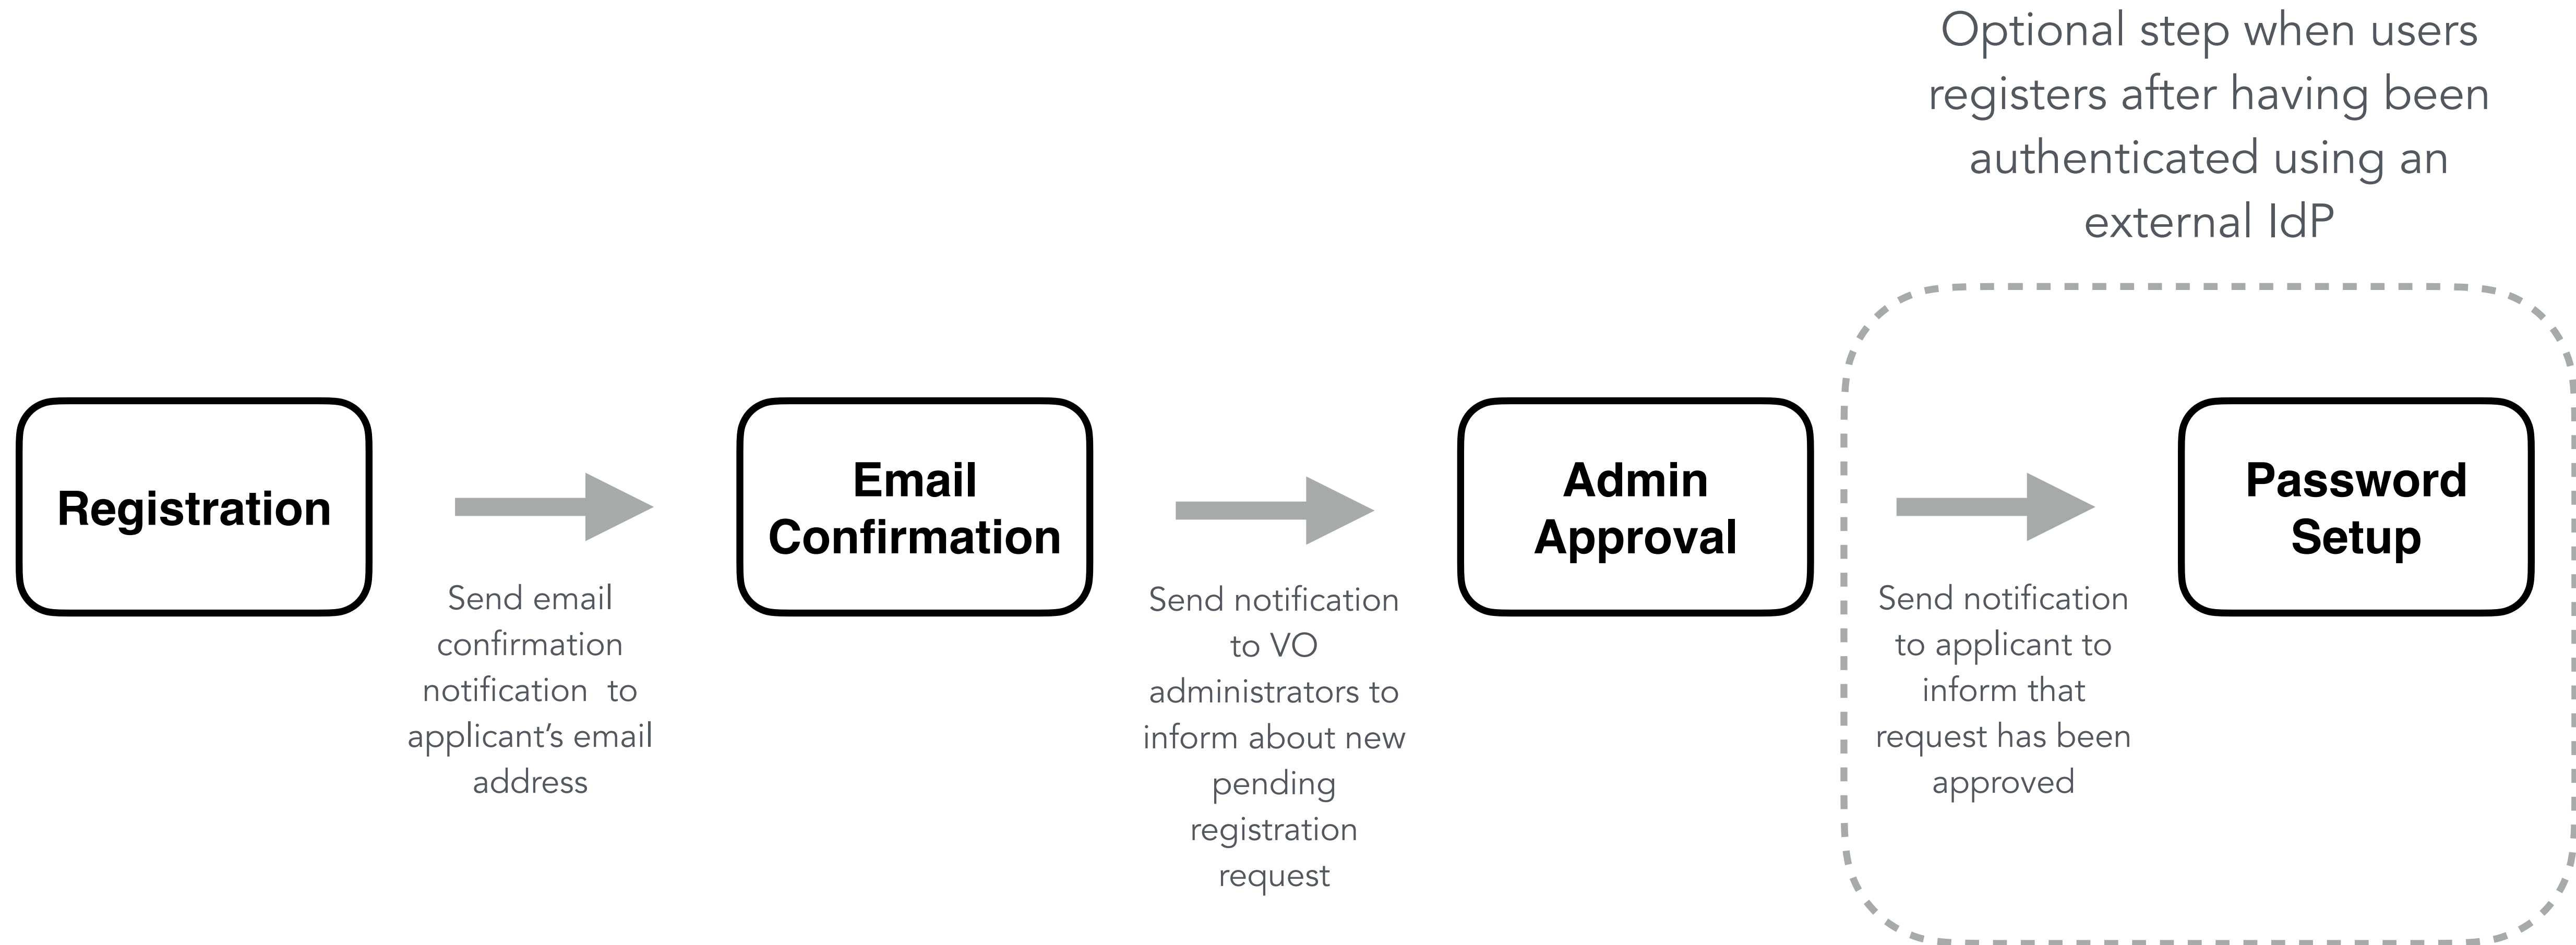 Optional step when users
registers after having been
authenticated using an
external IdP
Registration
Send email
confirmation
notification  to
applicant’s email
address
Email
Confirmation
Send notification
to VO
administrators to
inform about new
pending
registration
request
Admin
Approval
Send notification
to applicant to
inform that
request has been
approved
Password
Setup